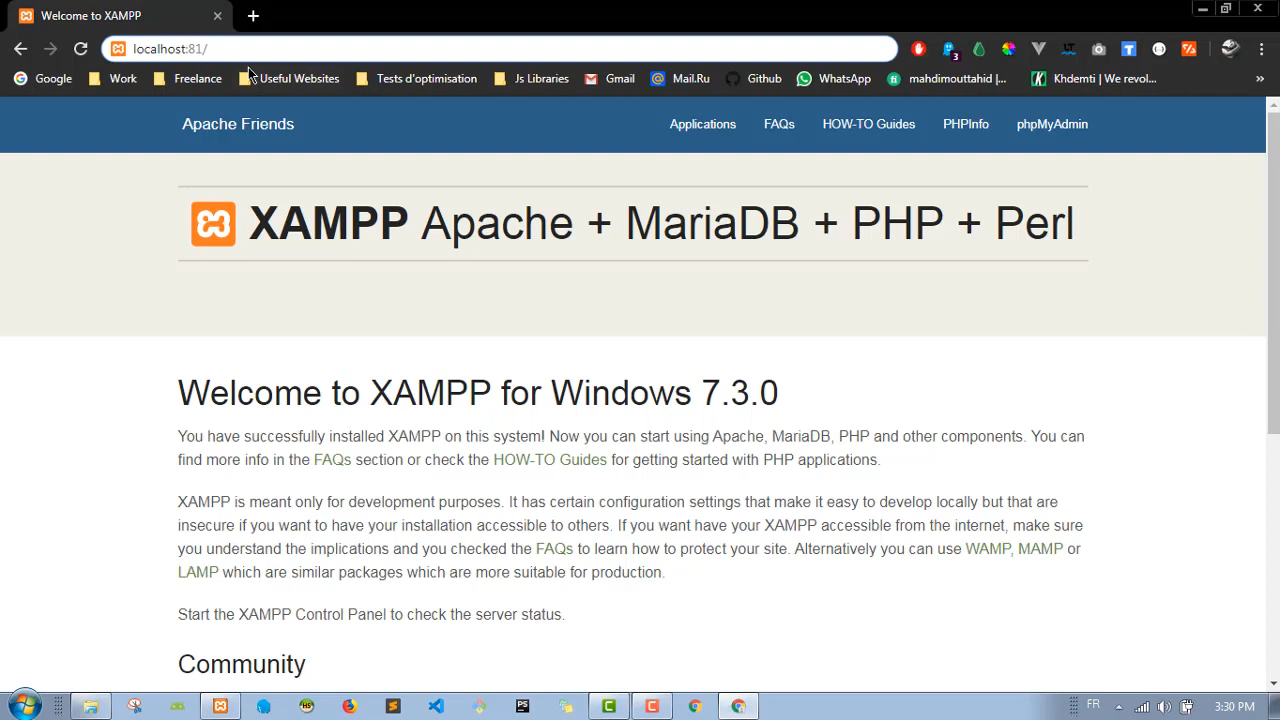 Welcome to XAMPP
localhost:81/
3
Google Work Freelance Useful Websites Tests d'optimisation Js Libraries Gmail Mail.Ru Github WhatsApp mahdimouttahid |... Khdemti | We revol... »
Apache Friends Applications FAQs HOW-TO Guides PHPInfo phpMyAdmin
XAMPP Apache + MariaDB + PHP + Perl
Welcome to XAMPP for Windows 7.3.0
You have successfully installed XAMPP on this system! Now you can start using Apache, MariaDB, PHP and other components. You can
find more info in the FAQs section or check the HOW-TO Guides for getting started with PHP applications.
XAMPP is meant only for development purposes. It has certain configuration settings that make it easy to develop locally but that are
insecure if you want to have your installation accessible to others. If you want have your XAMPP accessible from the internet, make sure
you understand the implications and you checked the FAQs to learn how to protect your site. Alternatively you can use WAMP, MAMP or
LAMP which are similar packages which are more suitable for production.
Start the XAMPP Control Panel to check the server status.
Community
FR 3:30 PM